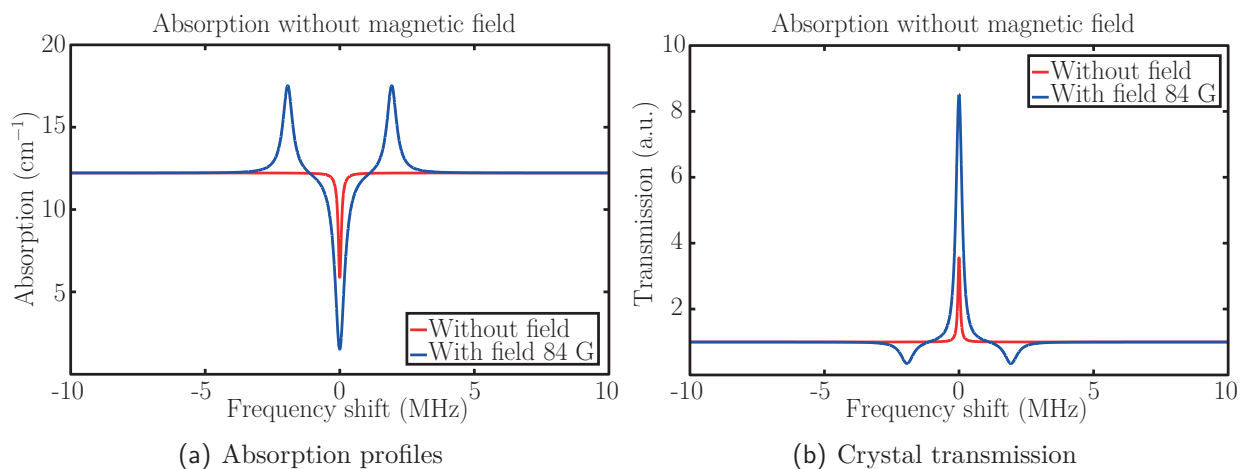 Absorption without magnetic field
20
15
10
5
Absorption (cm⁻¹)
Without field
With field 84 G
-10 -5 0 5 10
Frequency shift (MHz)
(a) Absorption profiles
Absorption without magnetic field
10
8
6
4
2
Transmission (a.u.)
Without field
With field 84 G
-10 -5 0 5 10
Frequency shift (MHz)
(b) Crystal transmission